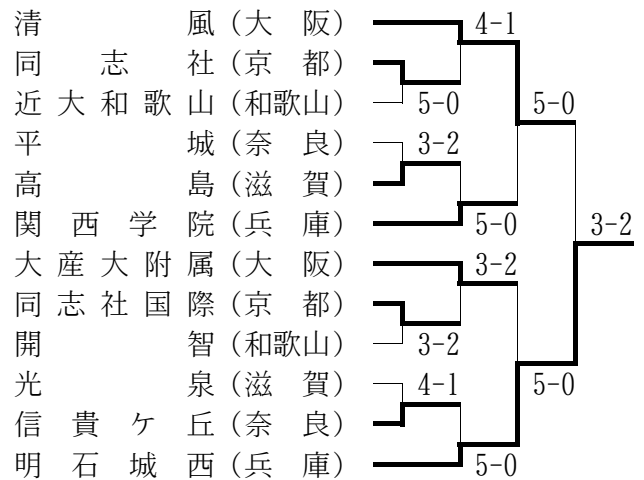 清風(大阪) 4-1
同志社(京都)
近大和歌山(和歌山) 5-0 5-0
平城(奈良) 3-2
高島(滋賀)
関西学院(兵庫) 5-0 3-2
大産大附属(大阪) 3-2
同志社国際(京都)
開智(和歌山) 3-2
光泉(滋賀) 4-1 5-0
信貴ケ丘(奈良)
明石城西(兵庫) 5-0